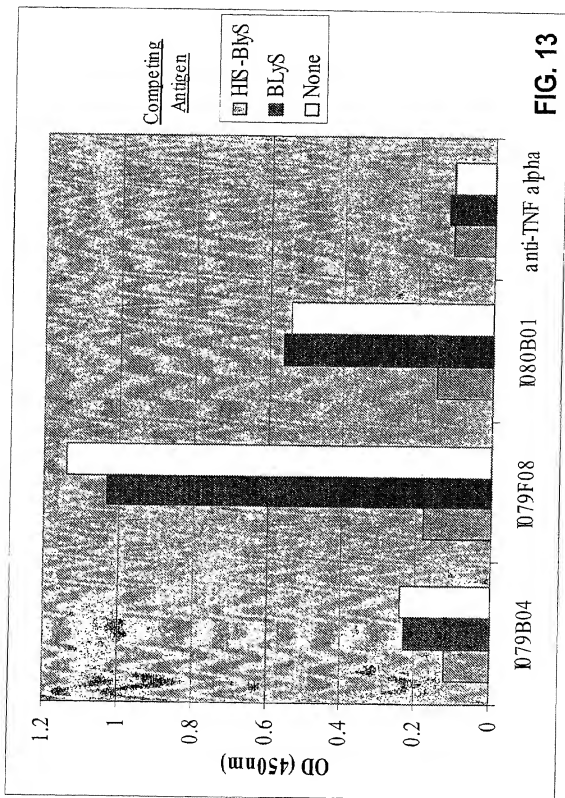 OD (450nm)
1.2
1
0.8
0.6
0.4
0.2
0
I079B04
I079F08
I080B01
anti-TNF alpha
Competing
Antigen
HIS-BlyS
BLyS
None
FIG. 13